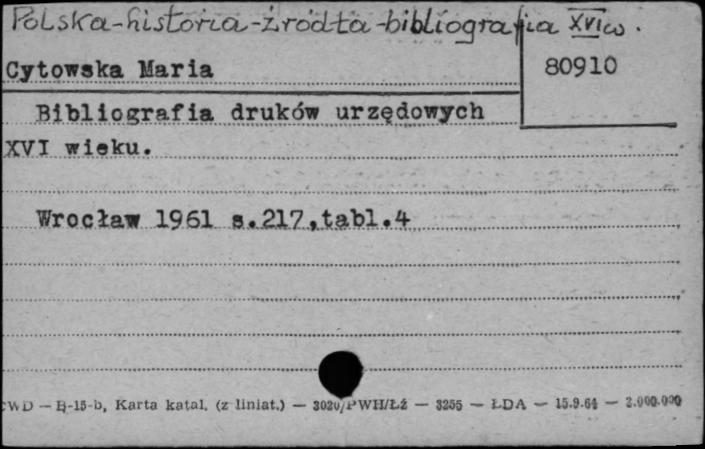 Polska-historia-źródła-bibliografia XVIw.
Cytowska Maria 80910
Bibliografia druków urzędowych
XVI wieku.
Wrocław 1961 s.217,tabl.4
CWD — B-15-b, Karta katal. (z liniat.) — 3020/PWH/Łź — 3255 — ŁDA — 15.9.64 — 2.000.000